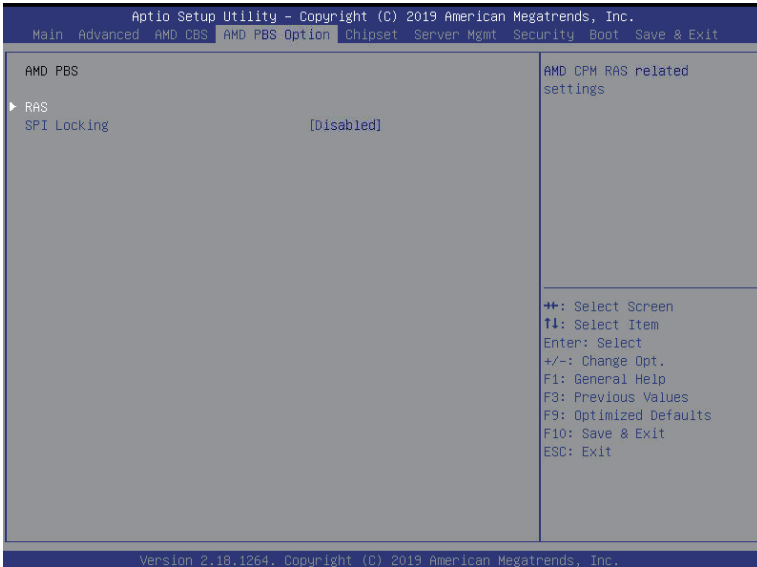 Aptio Setup Utility – Copyright (C) 2019 American Megatrends, Inc.
Main Advanced AMD CBS AMD PBS Option Chipset Server Mgmt Security Boot Save & Exit
AMD PBS
RAS
SPI Locking [Disabled]
AMD CPM RAS related
settings
→←: Select Screen
↑↓: Select Item
Enter: Select
+/-: Change Opt.
F1: General Help
F3: Previous Values
F9: Optimized Defaults
F10: Save & Exit
ESC: Exit
Version 2.18.1264. Copyright (C) 2019 American Megatrends, Inc.